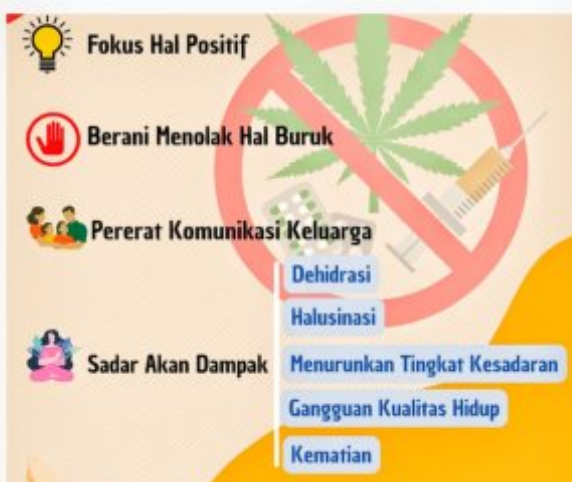 Fokus Hal Positif
Berani Menolak Hal Buruk
Pererat Komunikasi Keluarga
Sadar Akan Dampak
Dehidrasi
Halusinasi
Menurunkan Tingkat Kesadaran
Gangguan Kualitas Hidup
Kematian